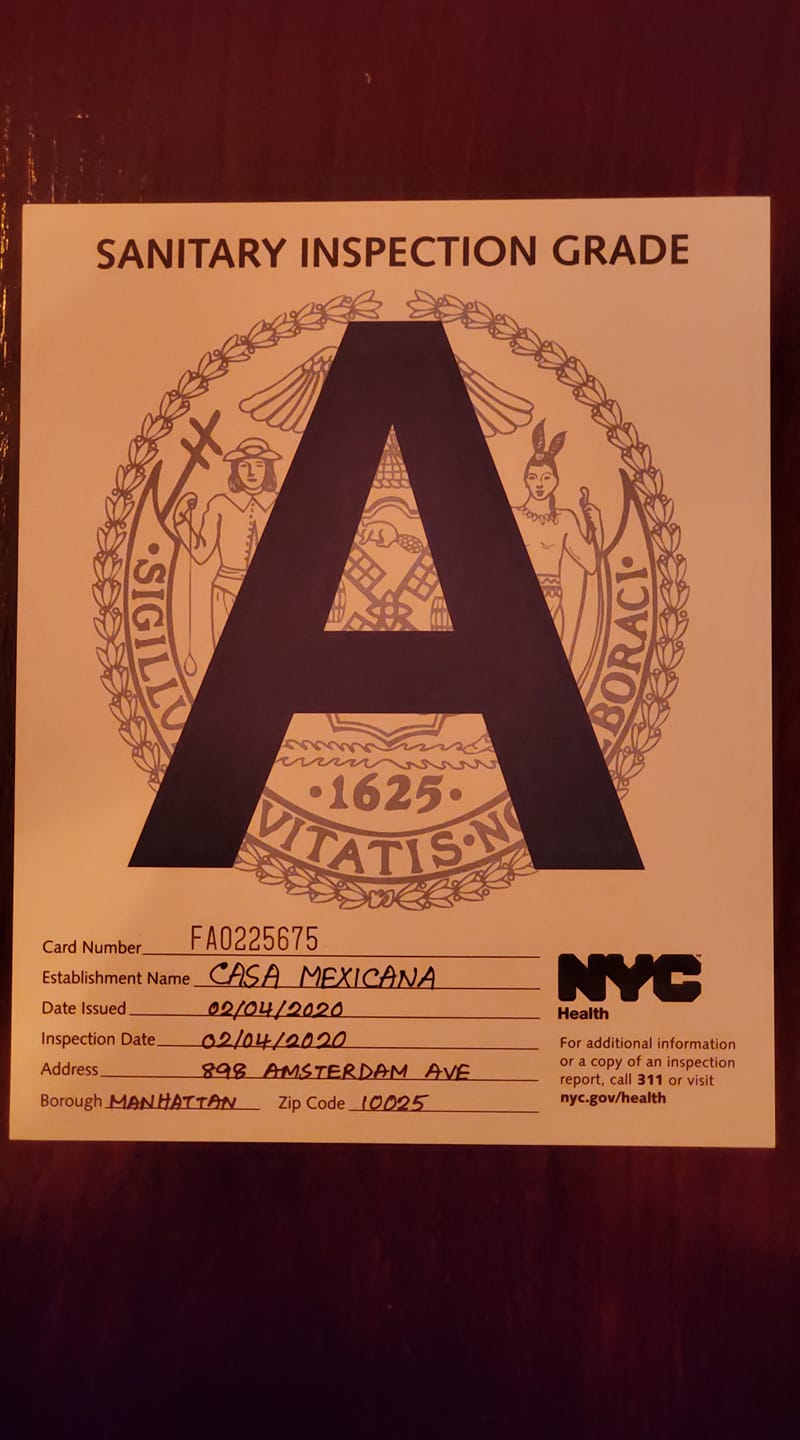 SANITARY INSPECTION GRADE
A
·SIGILLU
BORACI·
·1625·
VITATIS·NO
Card Number FA0225675
Establishment Name CASA MEXICANA
Date Issued 02/04/2020
Inspection Date 02/04/2020
Address 898 AMSTERDAM AVE
Borough MANHATTAN Zip Code 10025
NYC™
Health
For additional information
or a copy of an inspection
report, call 311 or visit
nyc.gov/health